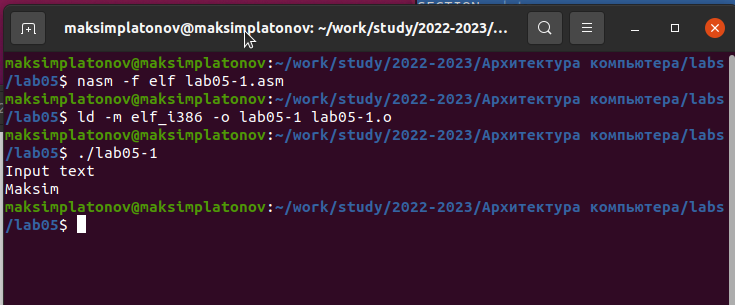 maksimplatonov@maksimplatonov: ~/work/study/2022-2023/...
maksimplatonov@maksimplatonov:~/work/study/2022-2023/Архитектура компьютера/labs
/lab05$ nasm -f elf lab05-1.asm
maksimplatonov@maksimplatonov:~/work/study/2022-2023/Архитектура компьютера/labs
/lab05$ ld -m elf_i386 -o lab05-1 lab05-1.o
maksimplatonov@maksimplatonov:~/work/study/2022-2023/Архитектура компьютера/labs
/lab05$ ./lab05-1
Input text
Maksim
maksimplatonov@maksimplatonov:~/work/study/2022-2023/Архитектура компьютера/labs
/lab05$